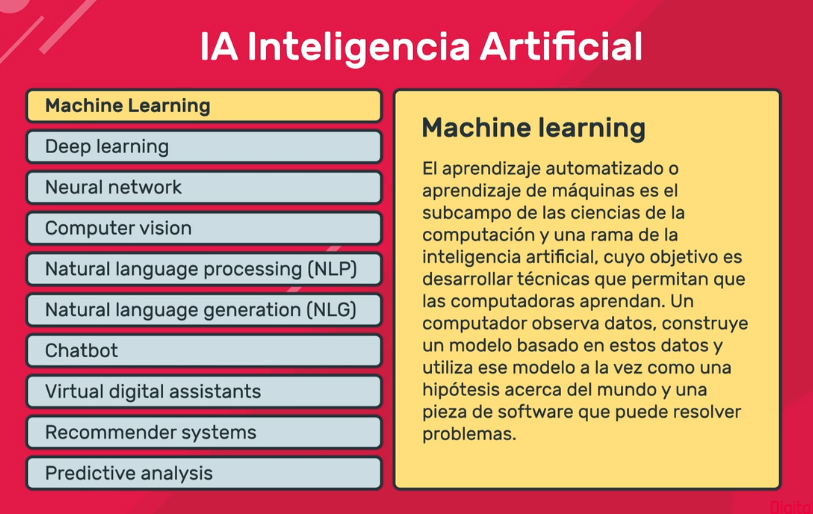 IA Inteligencia Artificial
Machine Learning
Deep learning
Neural network
Computer vision
Natural language processing (NLP)
Natural language generation (NLG)
Chatbot
Virtual digital assistants
Recommender systems
Predictive analysis
Machine learning
El aprendizaje automatizado o
aprendizaje de máquinas es el
subcampo de las ciencias de la
computación y una rama de la
inteligencia artificial, cuyo objetivo es
desarrollar técnicas que permitan que
las computadoras aprendan. Un
computador observa datos, construye
un modelo basado en estos datos y
utiliza ese modelo a la vez como una
hipótesis acerca del mundo y una
pieza de software que puede resolver
problemas.